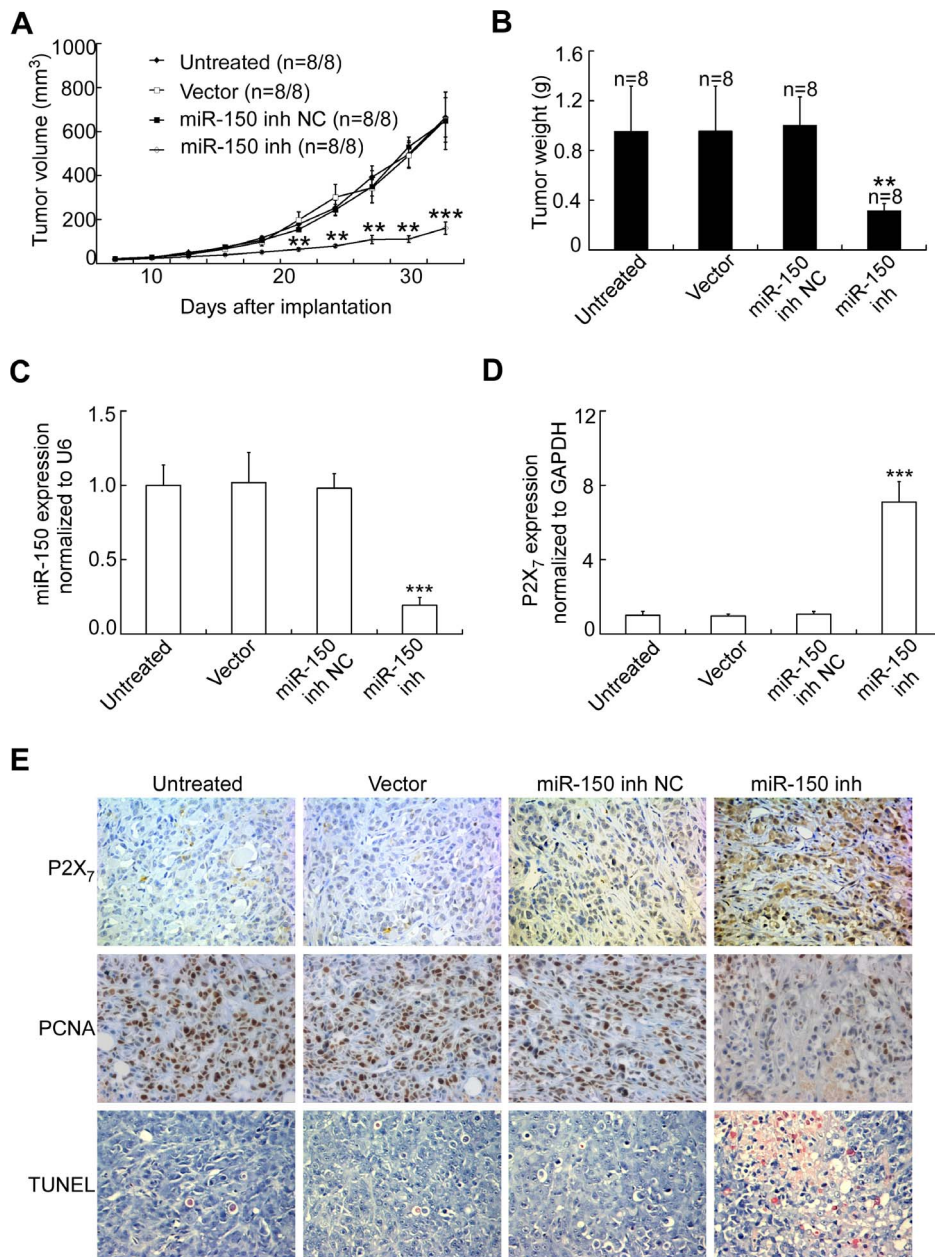 A
Tumor volume (mm³)
1000
800
600
400
200
0
Untreated (n=8/8)
Vector (n=8/8)
miR-150 inh NC (n=8/8)
miR-150 inh (n=8/8)
** ** ** ** ***
10 20 30
Days after implantation
B
Tumor weight (g)
1.6
1.2
0.8
0.4
0
n=8
n=8
n=8
**
n=8
Untreated
Vector
miR-150
inh NC
miR-150
inh
C
miR-150 expression
normalized to U6
1.5
1.0
0.5
0.0
***
Untreated
Vector
miR-150
inh NC
miR-150
inh
D
P2X₇ expression
normalized to GAPDH
12
8
4
0
***
Untreated
Vector
miR-150
inh NC
miR-150
inh
E
Untreated Vector miR-150 inh NC miR-150 inh
P2X₇
PCNA
TUNEL